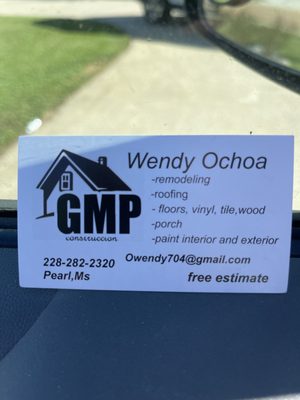 Wendy Ochoa
-remodeling
-roofing
- floors, vinyl, tile,wood
-porch
-paint interior and exterior
GMP
construccion
228-282-2320
Pearl,Ms
Owendy704@gmail.com
free estimate